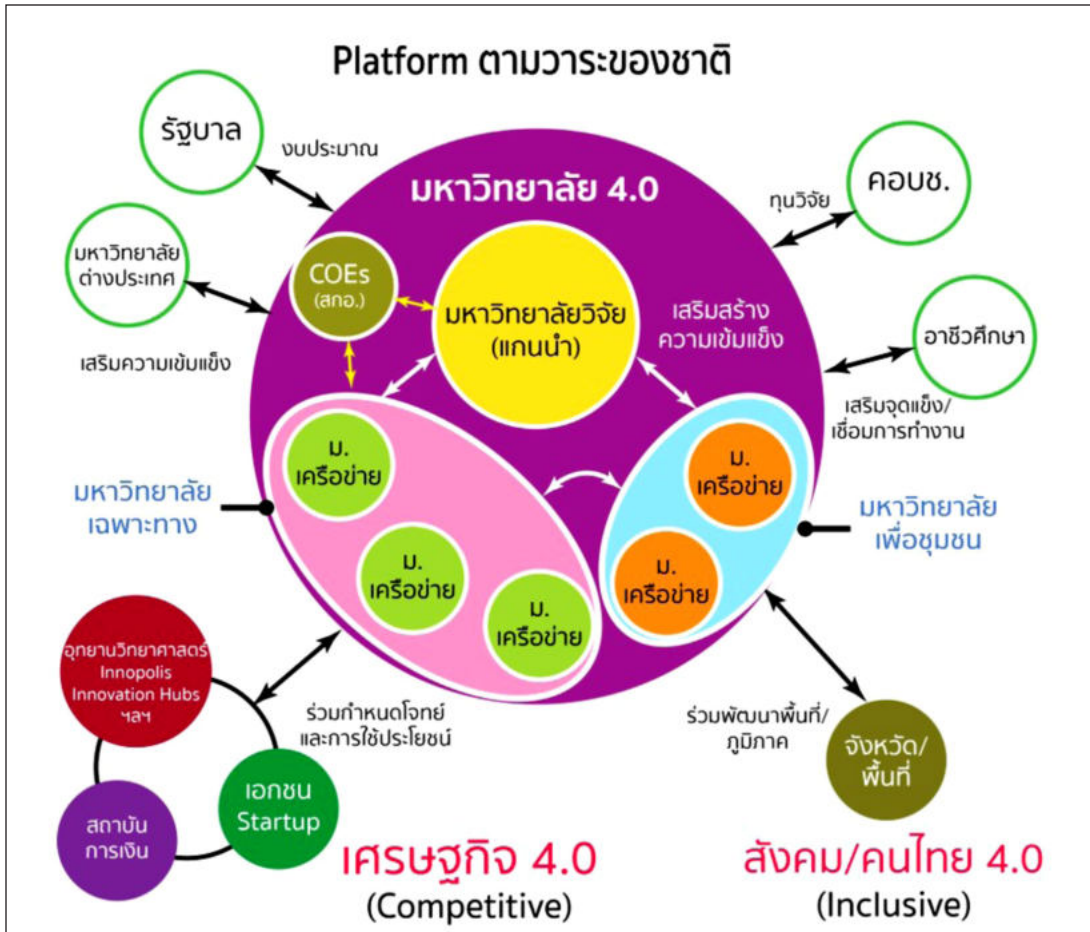 Platform ตามวาระของชาติ
รัฐบาล
งบประมาณ
มหาวิทยาลัย 4.0
คอบช.
ทุนวิจัย
มหาวิทยาลัย
ต่างประเทศ
COEs
(สกอ.)
มหาวิทยาลัยวิจัย
(แกนนำ)
เสริมสร้าง
ความเข้มแข็ง
อาชีวศึกษา
เสริมความเข้มแข็ง
เสริมจุดแข็ง/
เชื่อมการทำงาน
ม.
เครือข่าย
ม.
เครือข่าย
มหาวิทยาลัย
เฉพาะทาง
มหาวิทยาลัย
เพื่อชุมชน
ม.
เครือข่าย
ม.
เครือข่าย
ม.
เครือข่าย
อุทยานวิทยาศาสตร์
Innopolis
Innovation Hubs
ฯลฯ
ร่วมกำหนดโจทย์
และการใช้ประโยชน์
ร่วมพัฒนาพื้นที่/
ภูมิภาค
จังหวัด/
พื้นที่
เอกชน
Startup
สถาบัน
การเงิน
เศรษฐกิจ 4.0
(Competitive)
สังคม/คนไทย 4.0
(Inclusive)